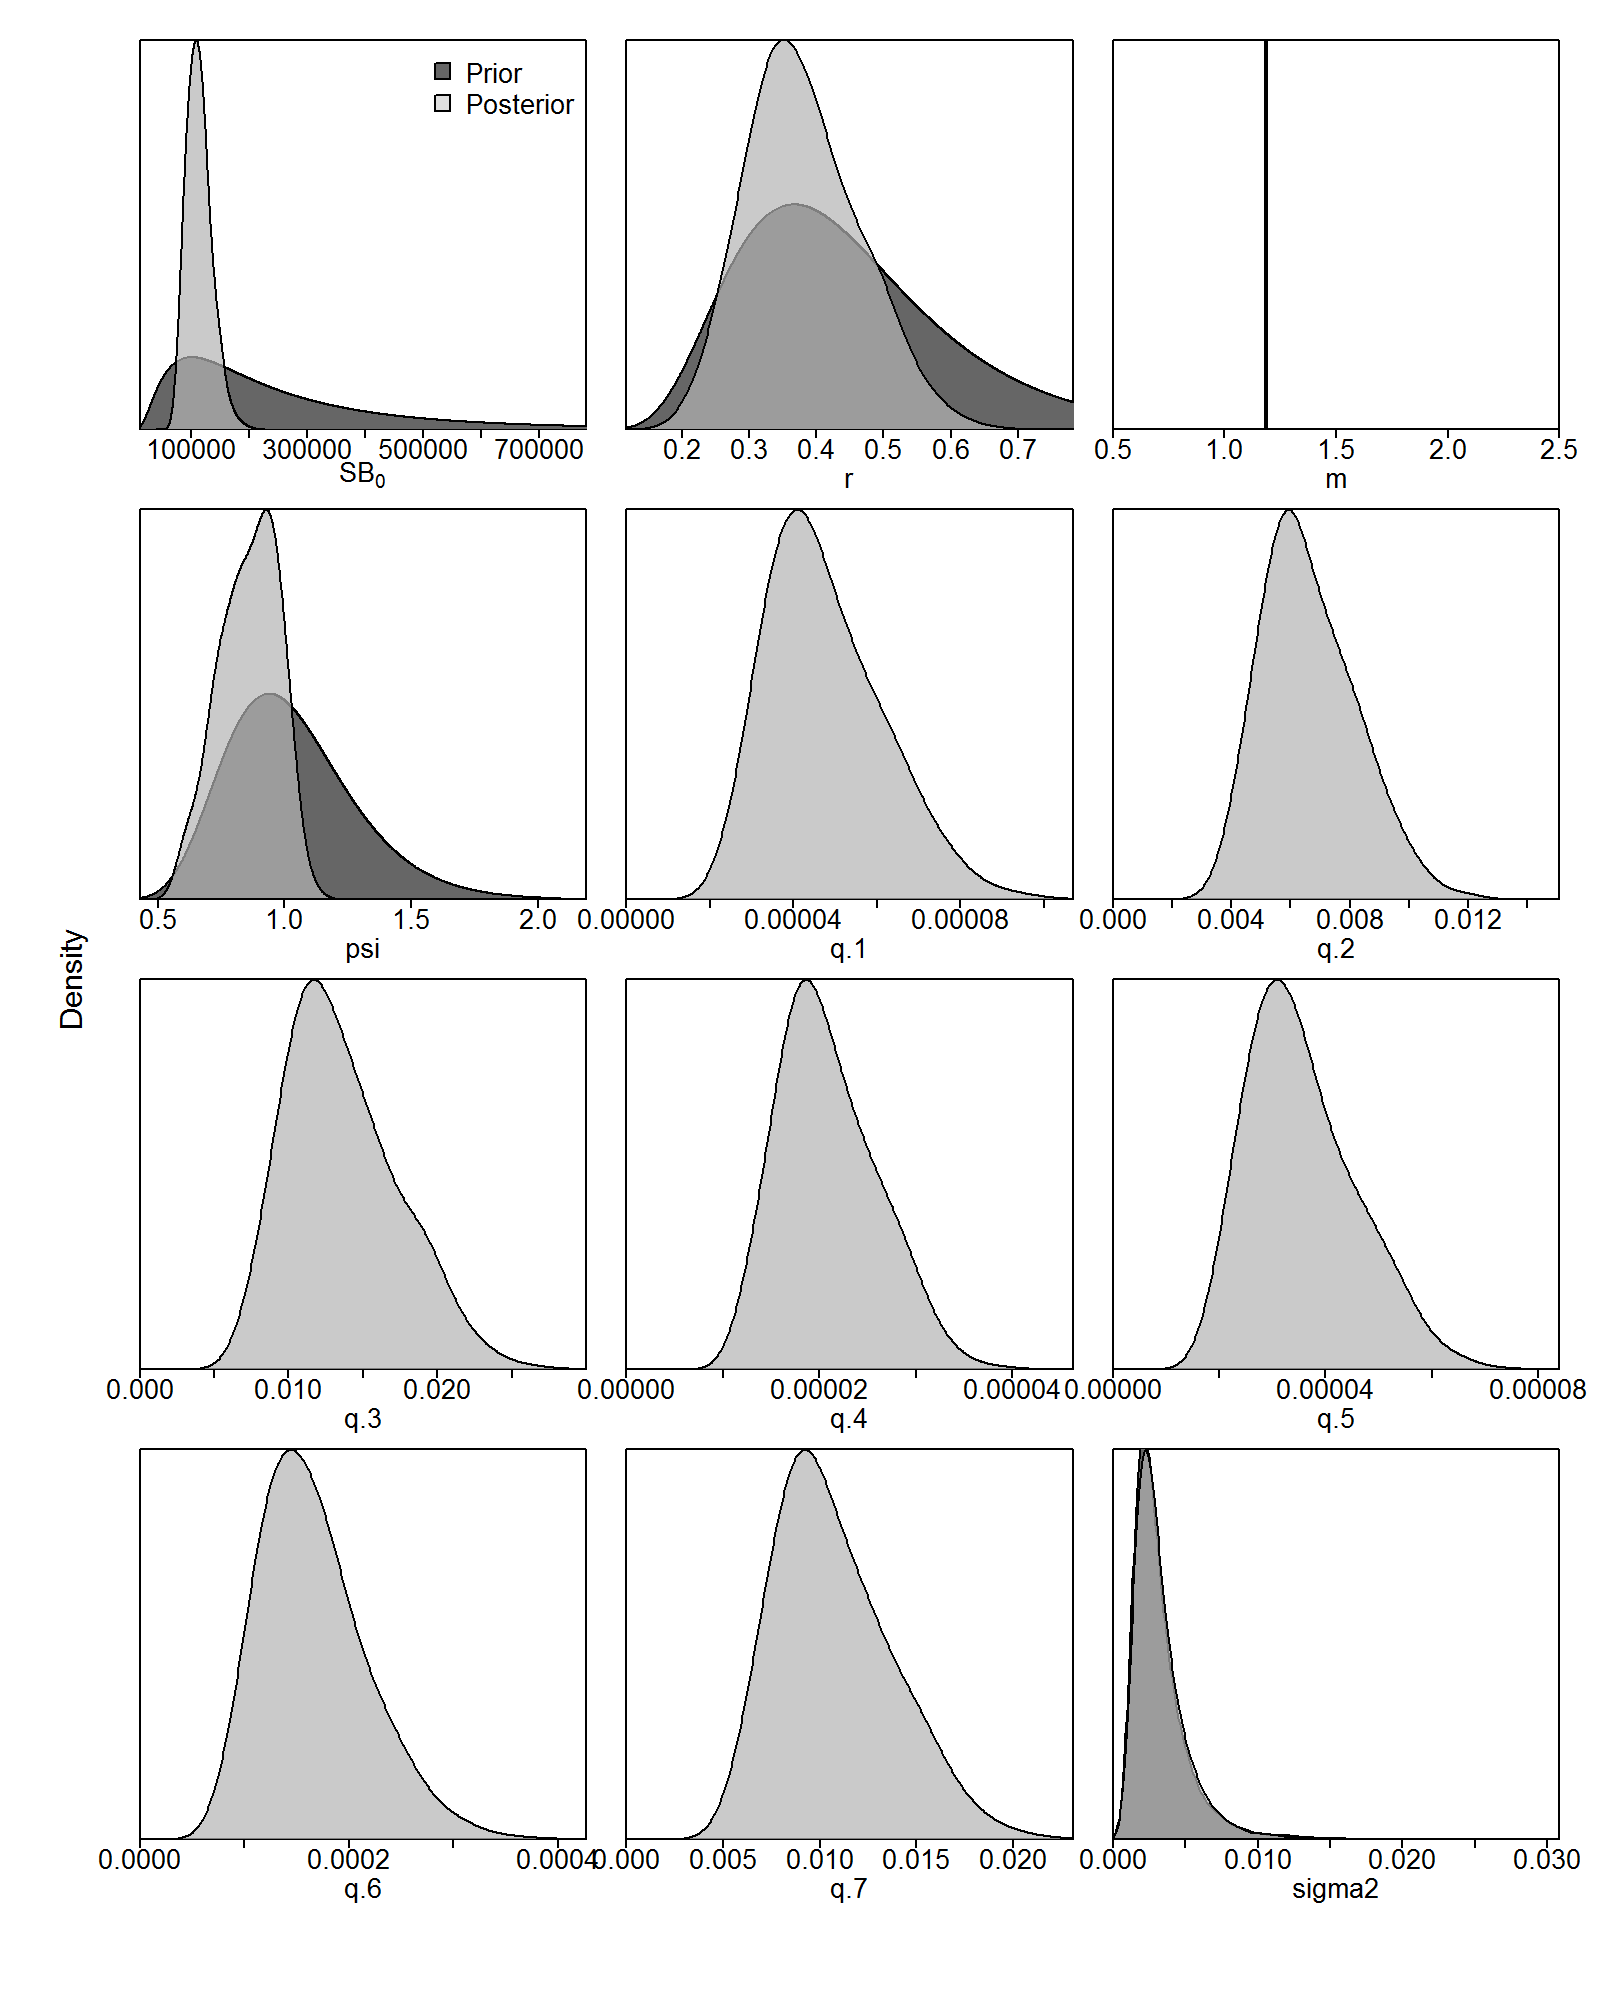 Prior
Posterior
100000 300000 500000 700000
SB0
0.2 0.3 0.4 0.5 0.6 0.7
r
0.5 1.0 1.5 2.0 2.5
m
0.5 1.0 1.5 2.0
psi
0.00000 0.00004 0.00008
q.1
0.000 0.004 0.008 0.012
q.2
Density
0.000 0.010 0.020
q.3
0.00000 0.00002 0.00004
q.4
0.00000 0.00004 0.00008
q.5
0.0000 0.0002 0.0004
q.6
0.000 0.005 0.010 0.015 0.020
q.7
0.000 0.010 0.020 0.030
sigma2